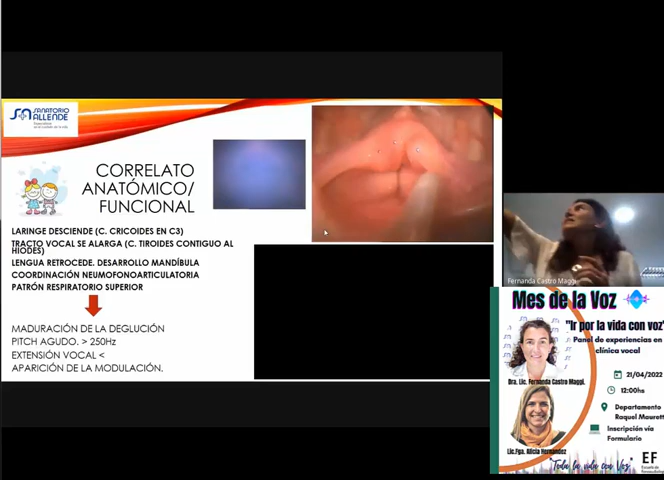 SANATORIO
ALLENDE
CORRELATO
ANATÓMICO/
FUNCIONAL
LARINGE DESCIENDE (C. CRICOIDES EN C3)
TRACTO VOCAL SE ALARGA (C. TIROIDES CONTIGUO AL
HIODES)
LENGUA RETROCEDE. DESARROLLO MANDÍBULA
COORDINACIÓN NEUMOFONOARTICULATORIA
PATRÓN RESPIRATORIO SUPERIOR
MADURACIÓN DE LA DEGLUCIÓN
PITCH AGUDO. > 250Hz
EXTENSIÓN VOCAL <
APARICIÓN DE LA MODULACIÓN.
Fernanda Castro Maggi
Mes de la Voz
"Ir por la vida con voz"
Panel de experiencias en
clínica vocal
Dra. Lic. Fernanda Castro Maggi.
21/04/2022
12:00hs
Departamento
Raquel Maurett
Inscripción vía
Formulario
Lic.Fga. Alicia Hernández
"Toda la vida con Voz"
EF